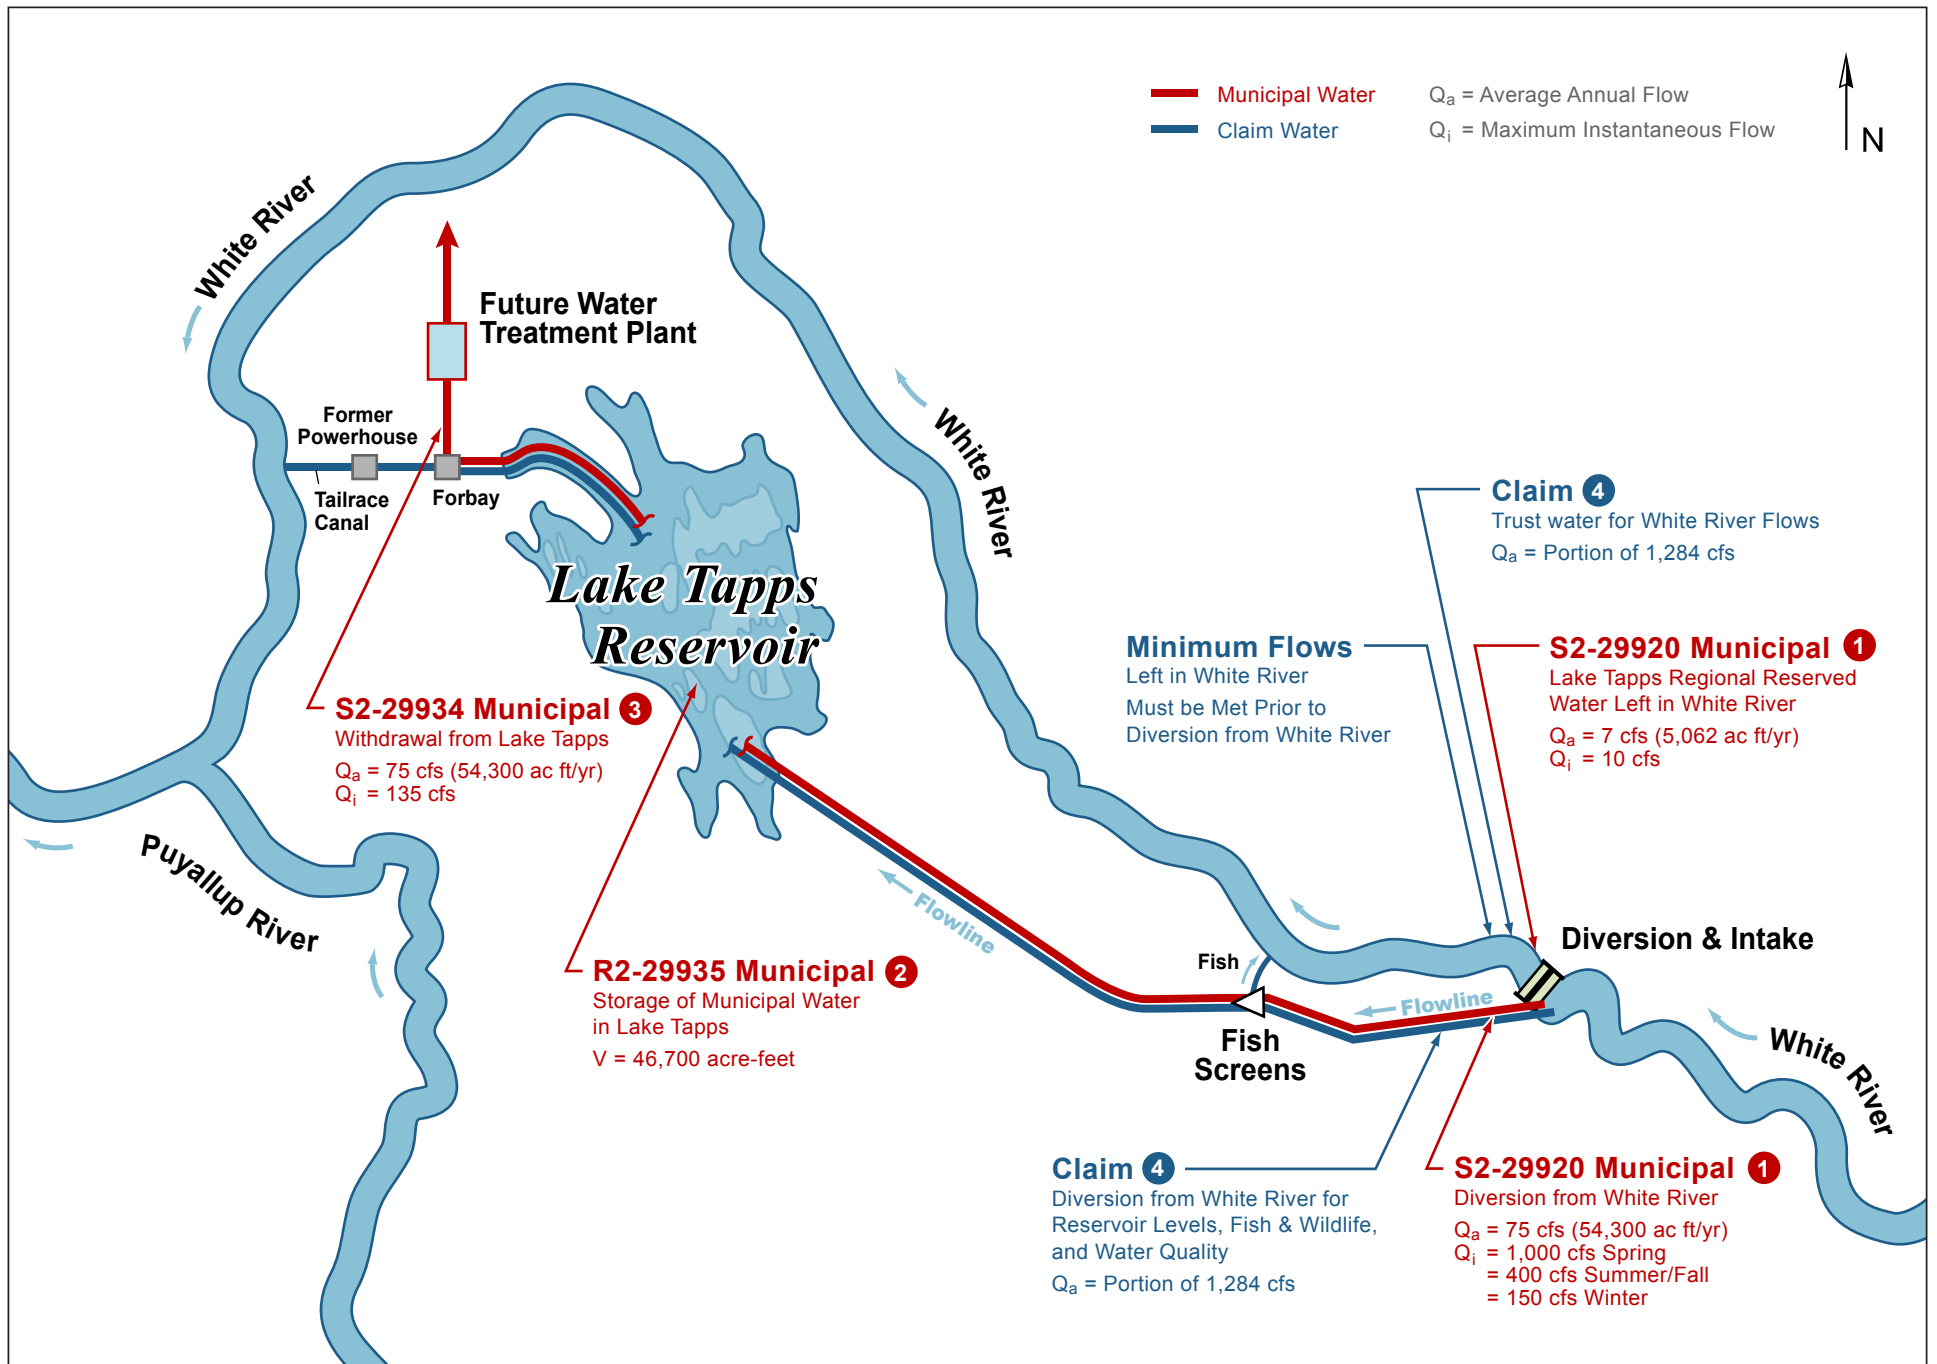 Municipal Water
Claim Water
Qa = Average Annual Flow
Qi = Maximum Instantaneous Flow
N
White River
Future Water
Treatment Plant
Former
Powerhouse
Tailrace
Canal
Forbay
White River
Lake Tapps
Reservoir
Claim 4
Trust water for White River Flows
Qa = Portion of 1,284 cfs
Minimum Flows
Left in White River
Must be Met Prior to
Diversion from White River
S2-29920 Municipal 1
Lake Tapps Regional Reserved
Water Left in White River
Qa = 7 cfs (5,062 ac ft/yr)
Qi = 10 cfs
S2-29934 Municipal 3
Withdrawal from Lake Tapps
Qa = 75 cfs (54,300 ac ft/yr)
Qi = 135 cfs
Puyallup River
Flowline
R2-29935 Municipal 2
Storage of Municipal Water
in Lake Tapps
V = 46,700 acre-feet
Diversion & Intake
Fish
Flowline
Fish
Screens
White River
Claim 4
Diversion from White River for
Reservoir Levels, Fish & Wildlife,
and Water Quality
Qa = Portion of 1,284 cfs
S2-29920 Municipal 1
Diversion from White River
Qa = 75 cfs (54,300 ac ft/yr)
Qi = 1,000 cfs Spring
= 400 cfs Summer/Fall
= 150 cfs Winter